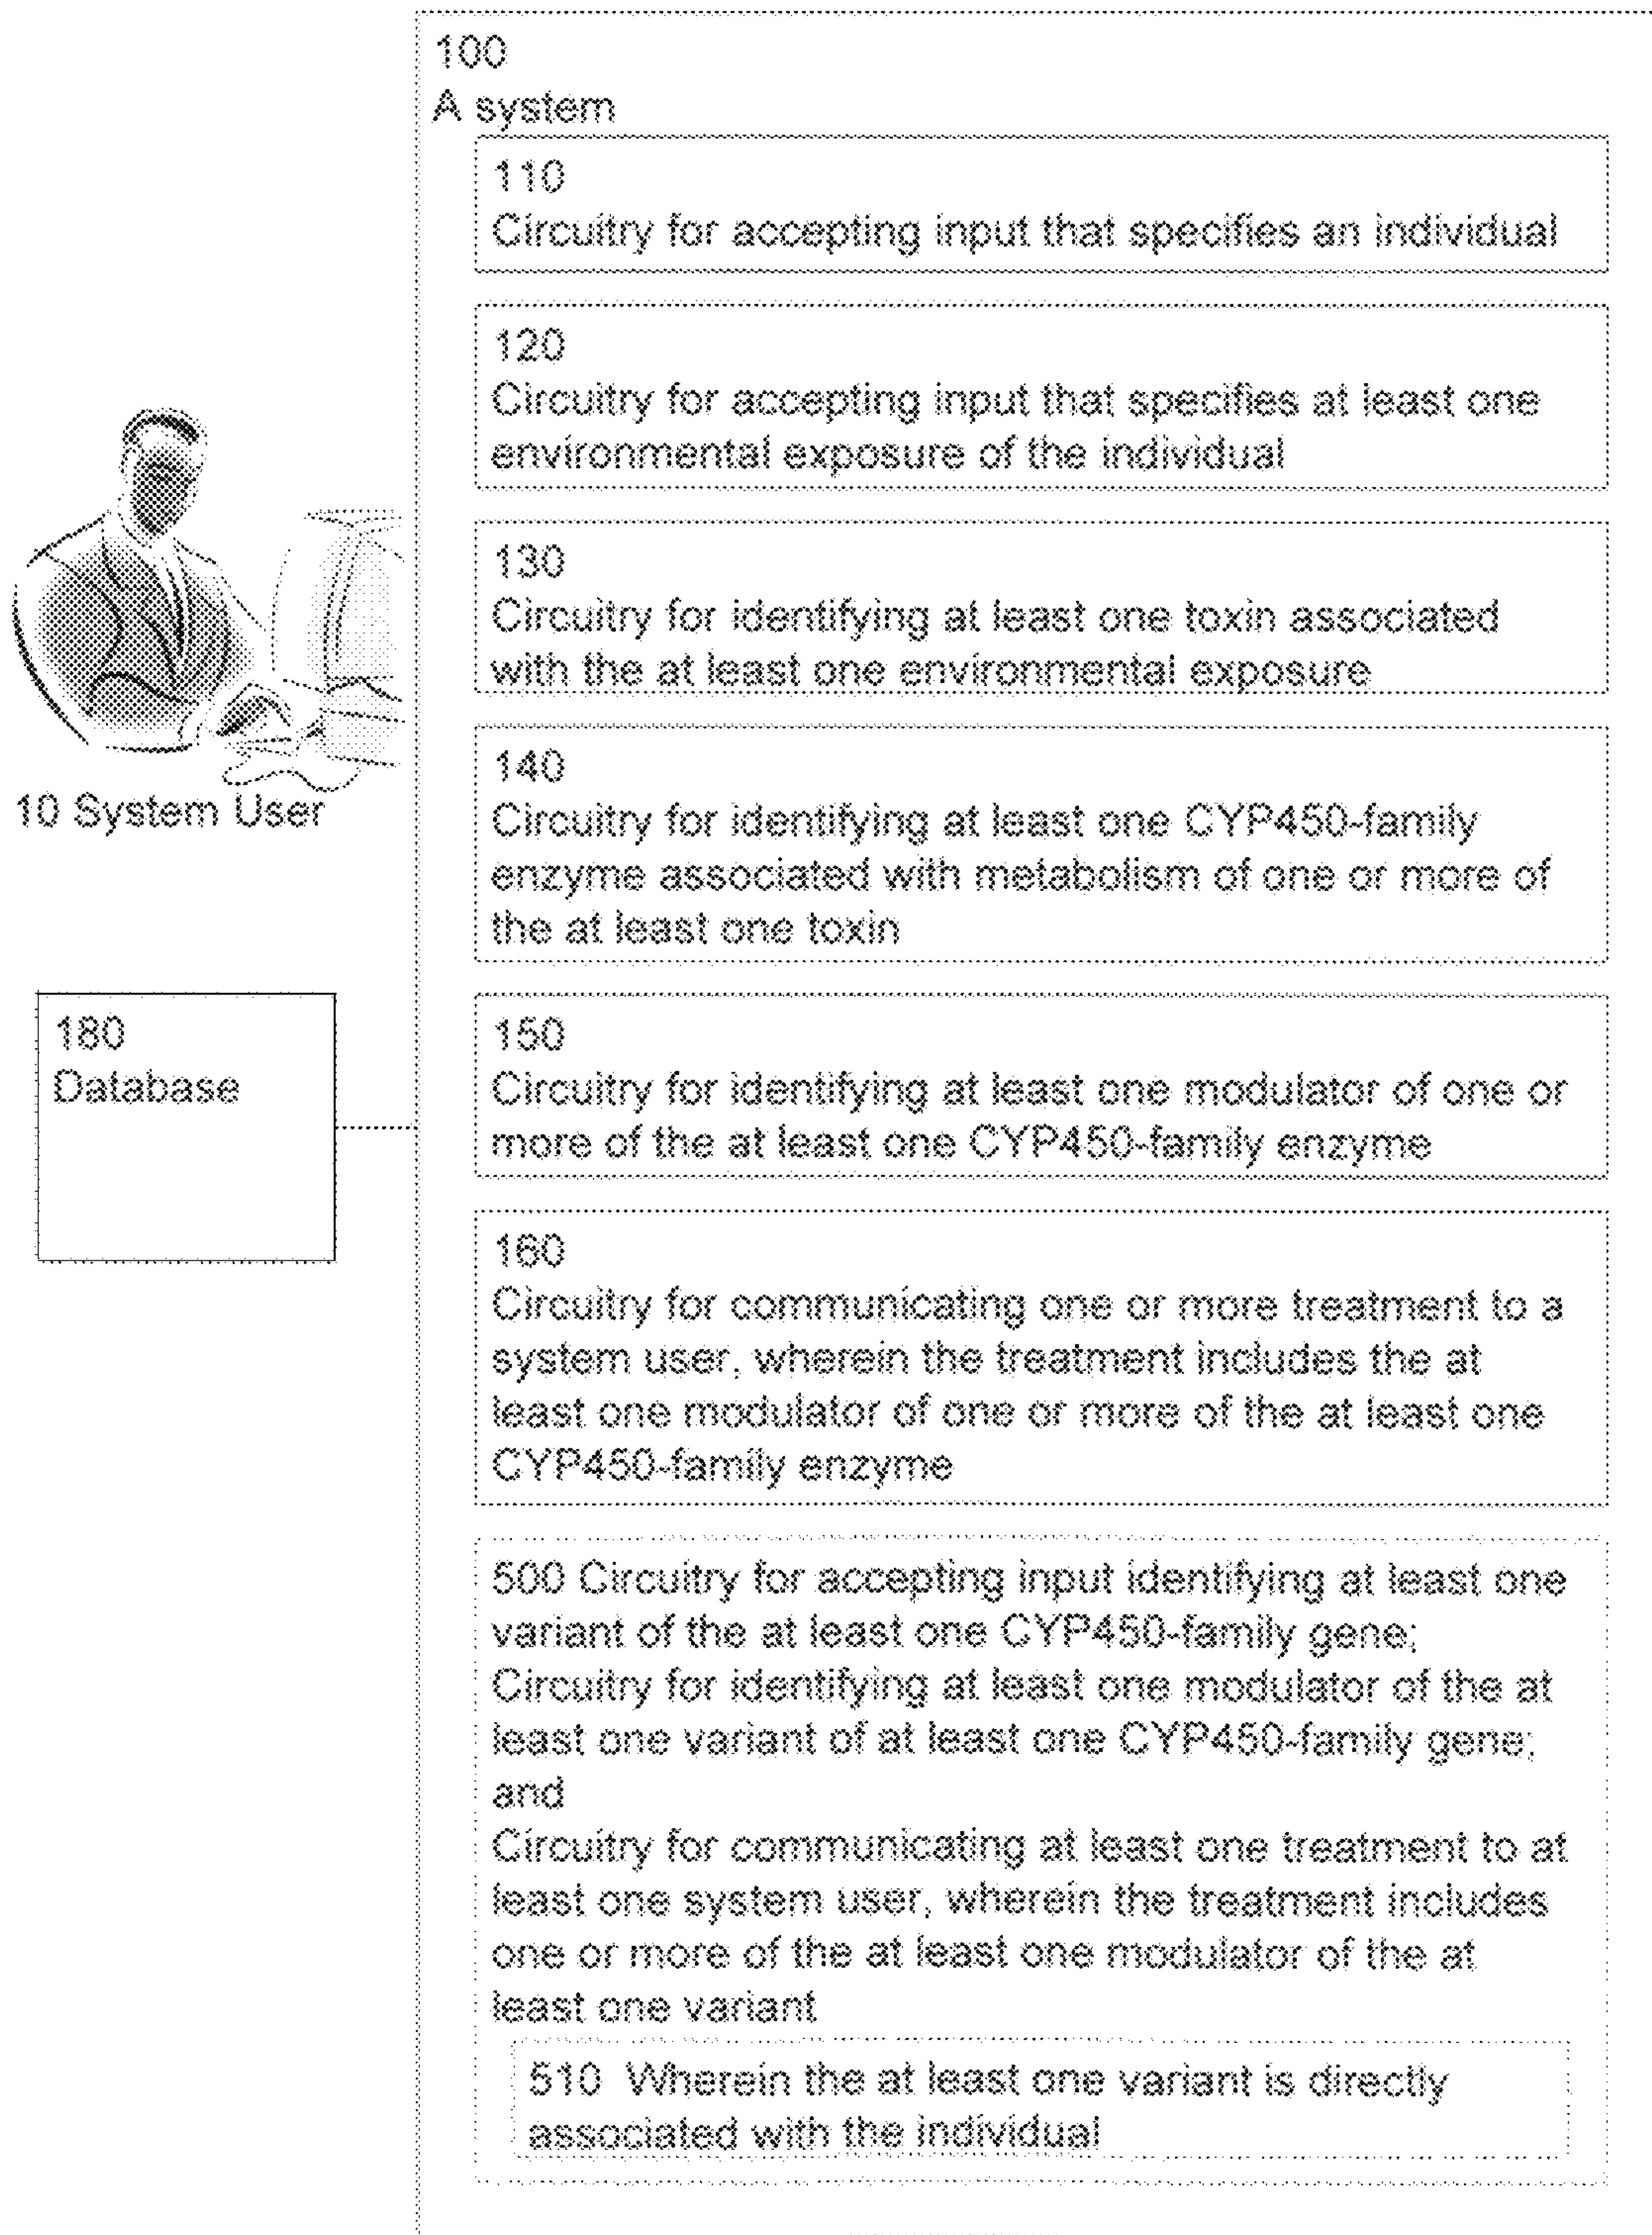 100
A system
110
Circuitry for accepting input that specifies an individual
120
Circuitry for accepting input that specifies at least one
environmental exposure of the individual
130
Circuitry for identifying at least one toxin associated
with the at least one environmental exposure
140
Circuitry for identifying at least one CYP450-family
enzyme associated with metabolism of one or more of
the at least one toxin
10 System User
180
Database
150
Circuitry for identifying at least one modulator of one or
more of the at least one CYP450-family enzyme
160
Circuitry for communicating one or more treatment to a
system user, wherein the treatment includes the at
least one modulator of one or more of the at least one
CYP450-family enzyme
500 Circuitry for accepting input identifying at least one
variant of the at least one CYP450-family gene;
Circuitry for identifying at least one modulator of the at
least one variant of at least one CYP450-family gene;
and
Circuitry for communicating at least one treatment to at
least one system user, wherein the treatment includes
one or more of the at least one modulator of the at
least one variant
510 Wherein the at least one variant is directly
associated with the individual